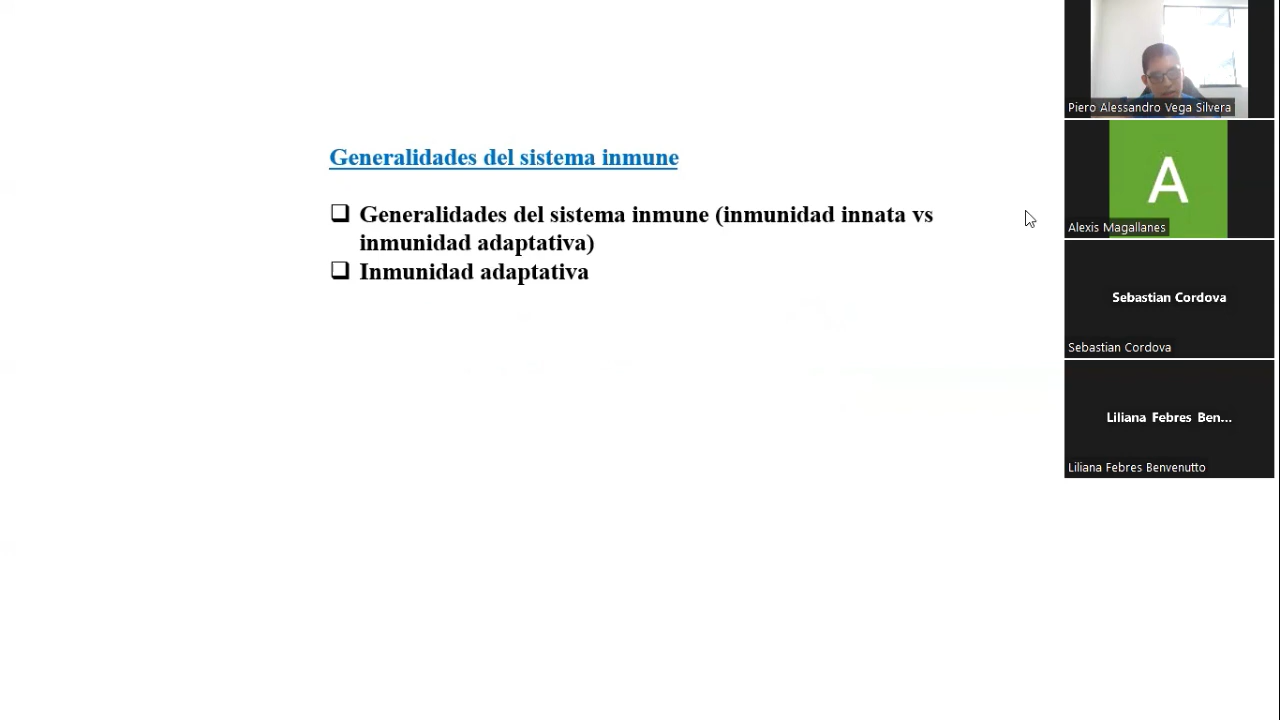 Generalidades del sistema inmune
Generalidades del sistema inmune (inmunidad innata vs
inmunidad adaptativa)
Inmunidad adaptativa
Piero Alessandro Vega Silvera
A
Alexis Magallanes
Sebastian Cordova
Sebastian Cordova
Liliana Febres Ben...
Liliana Febres Benvenutto